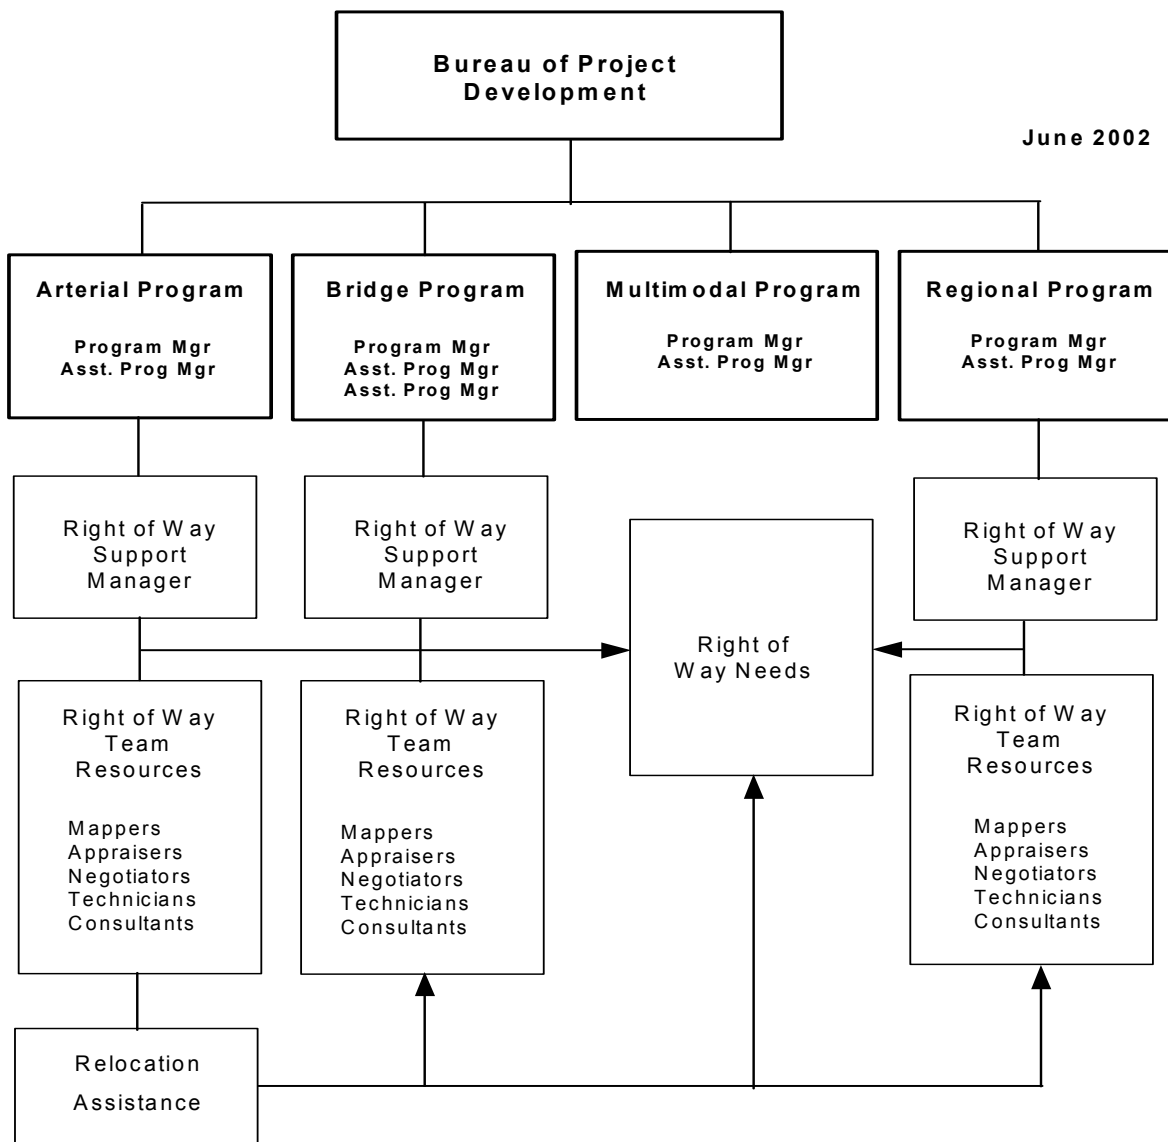 Bureau of Project
Development
June 2002
Arterial Program
Program Mgr
Asst. Prog Mgr
Bridge Program
Program Mgr
Asst. Prog Mgr
Asst. Prog Mgr
Multimodal Program
Program Mgr
Asst. Prog Mgr
Regional Program
Program Mgr
Asst. Prog Mgr
Right of Way
Support
Manager
Right of Way
Support
Manager
Right of Way
Support
Manager
Right of
Way Needs
Right of Way
Team
Resources
Mappers
Appraisers
Negotiators
Technicians
Consultants
Right of Way
Team
Resources
Mappers
Appraisers
Negotiators
Technicians
Consultants
Right of Way
Team
Resources
Mappers
Appraisers
Negotiators
Technicians
Consultants
Relocation
Assistance